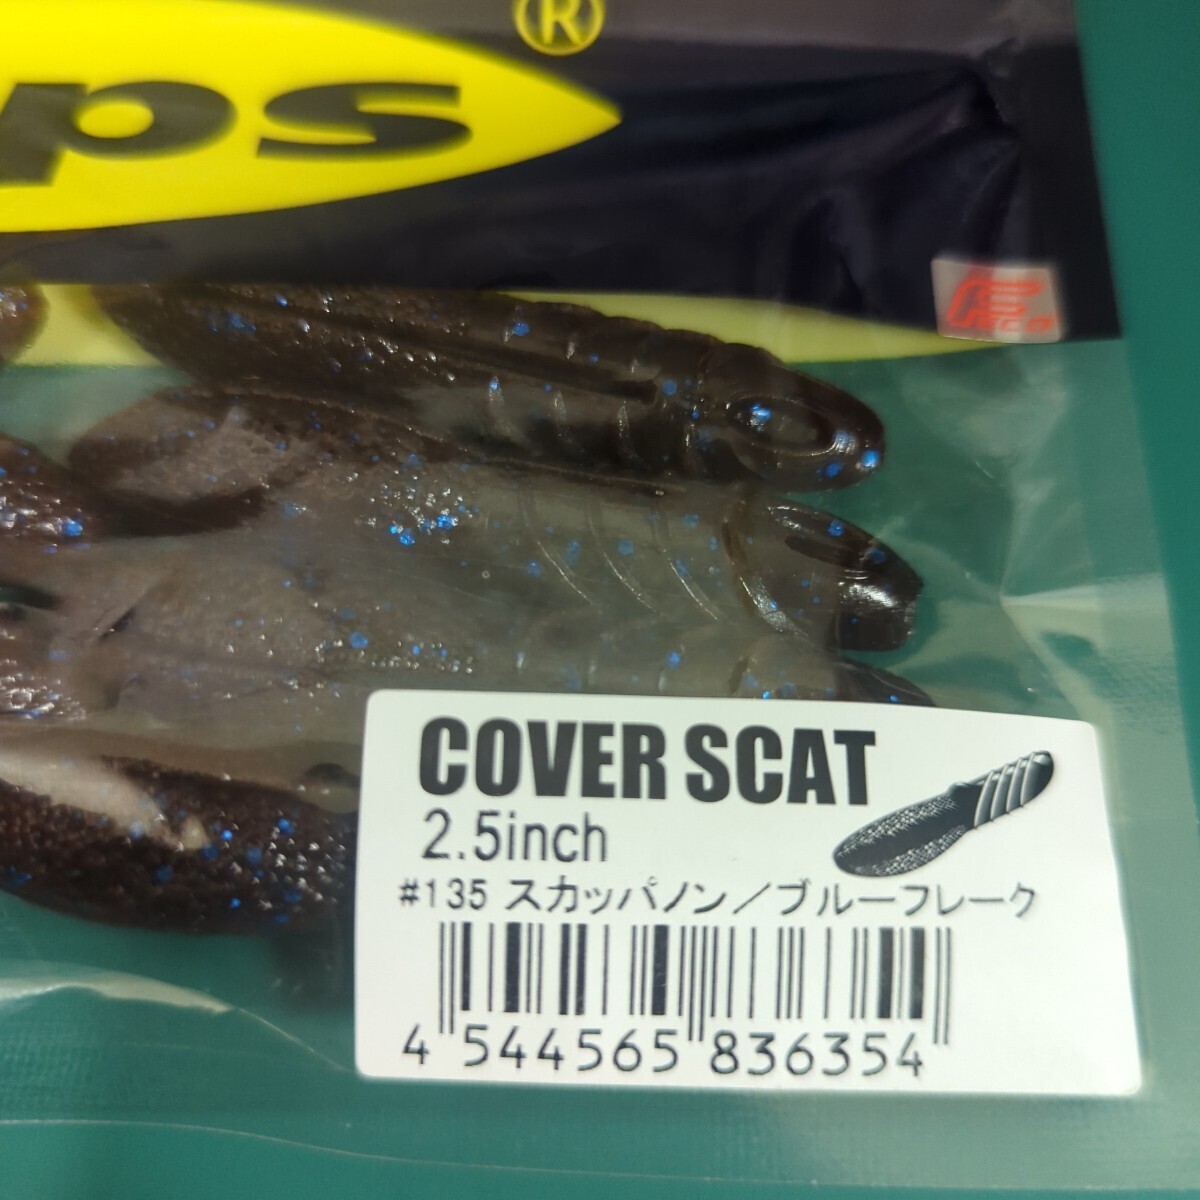 ps®
COVER SCAT
2.5inch
#135 スカッパノン／ブルーフレーク
4 544565 836354